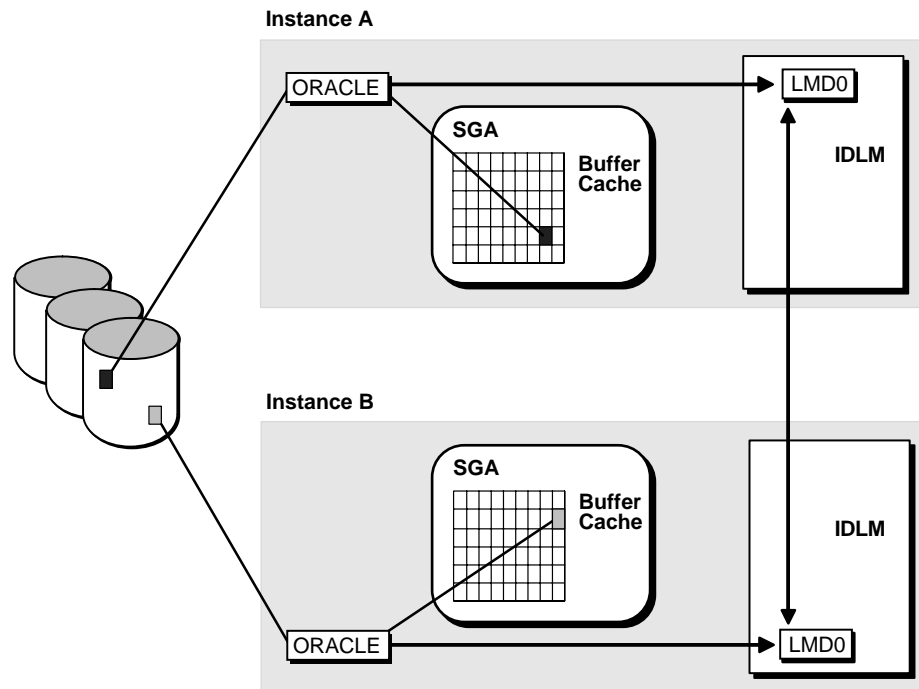 Instance A
ORACLE
LMD0
SGA
Buffer
Cache
IDLM
Instance B
SGA
Buffer
Cache
IDLM
ORACLE
LMD0